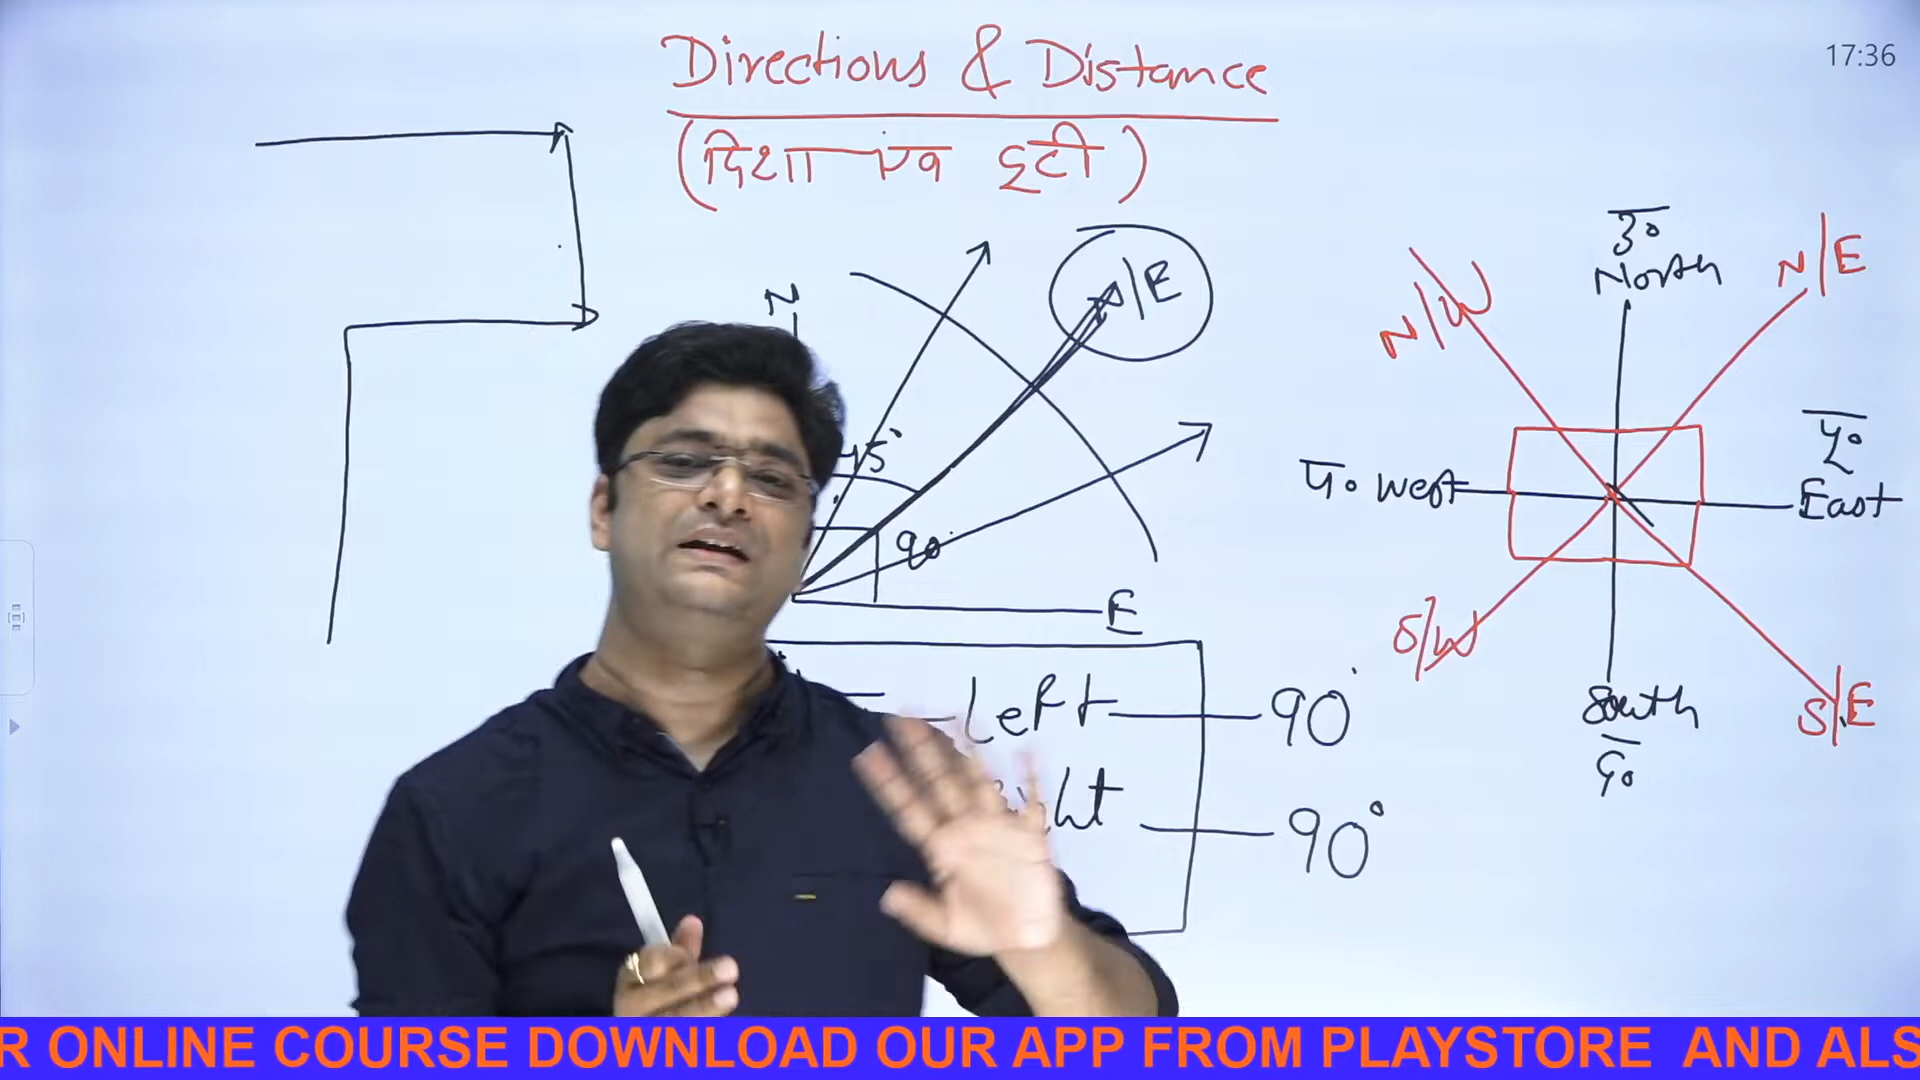 Directions & Distance
(दिशा एंव दूरी)
17:36
N
N/E
45°
90°
E
Left 90°
ght 90°
उ०
North
N/E
N/W
पू०
East
प० West
S/W
South
द०
S/E
R ONLINE COURSE DOWNLOAD OUR APP FROM PLAYSTORE AND ALS